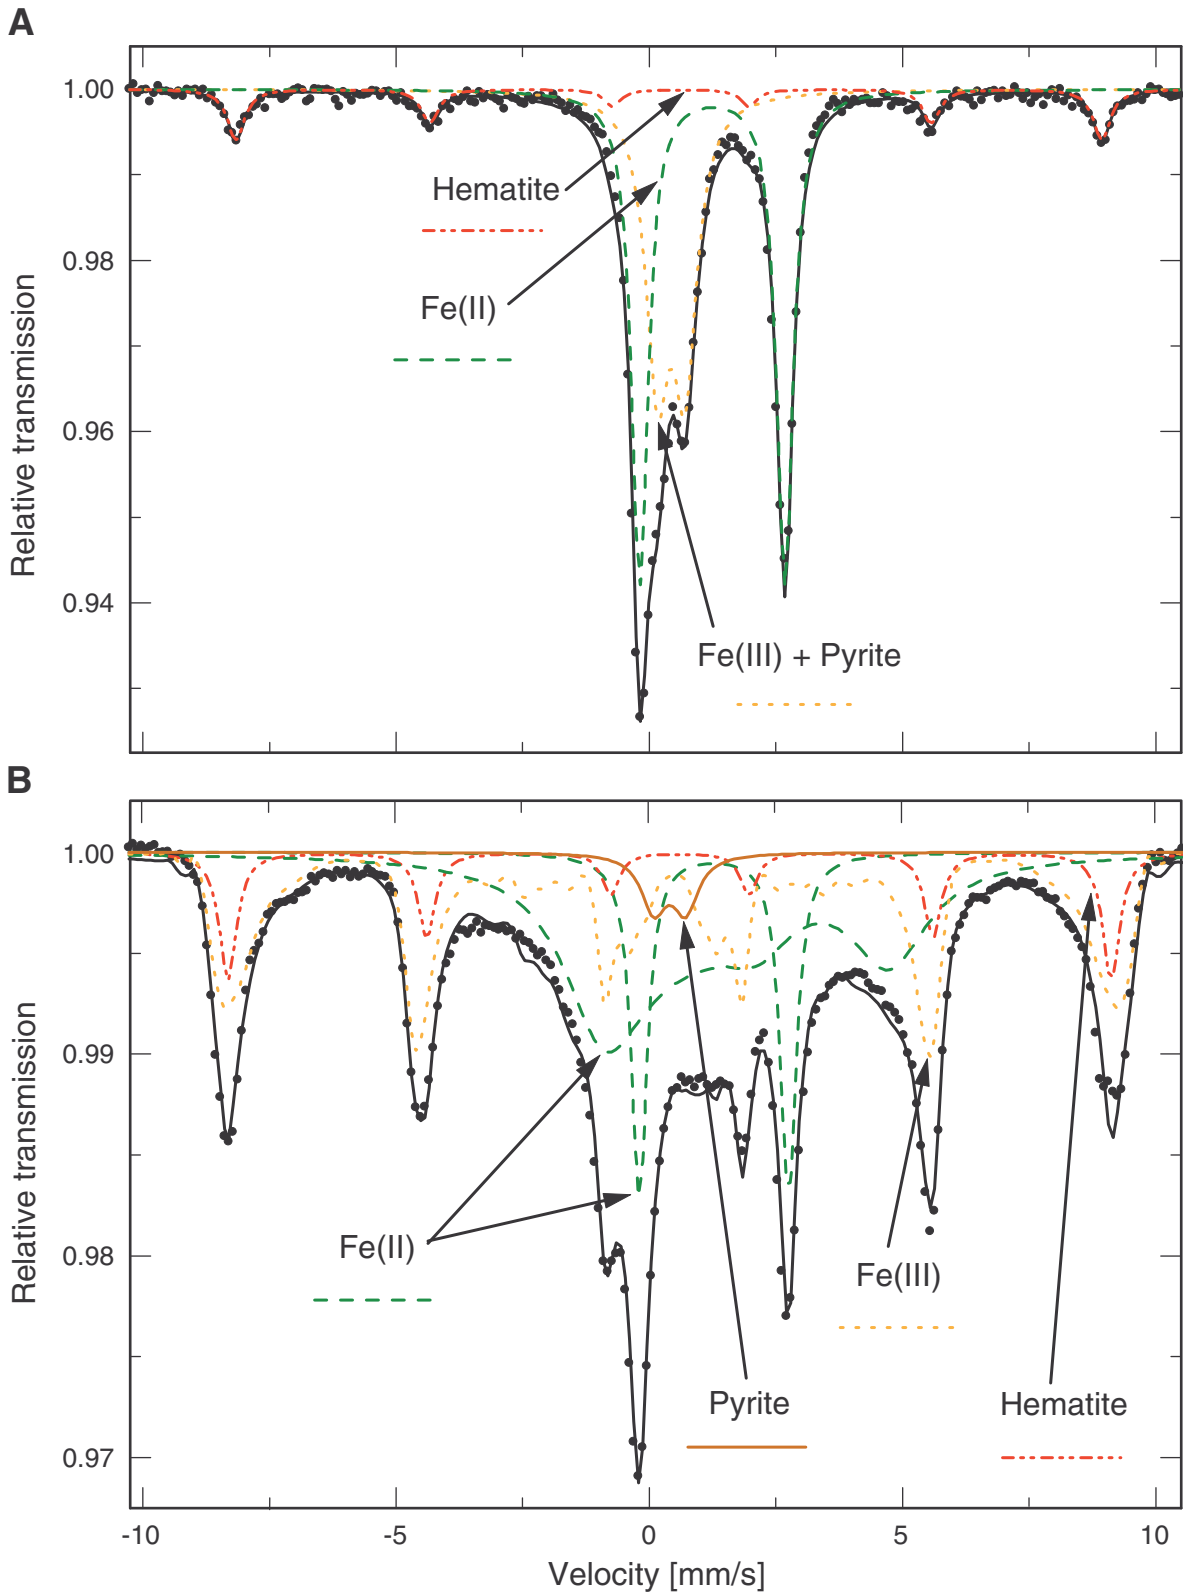 A
1.00
Hematite
0.98
Fe(II)
0.96
Relative transmission
0.94
Fe(III) + Pyrite
B
1.00
0.99
Relative transmission
Fe(II)
0.98
Fe(III)
Pyrite
Hematite
0.97
-10 -5 0 5 10
Velocity [mm/s]